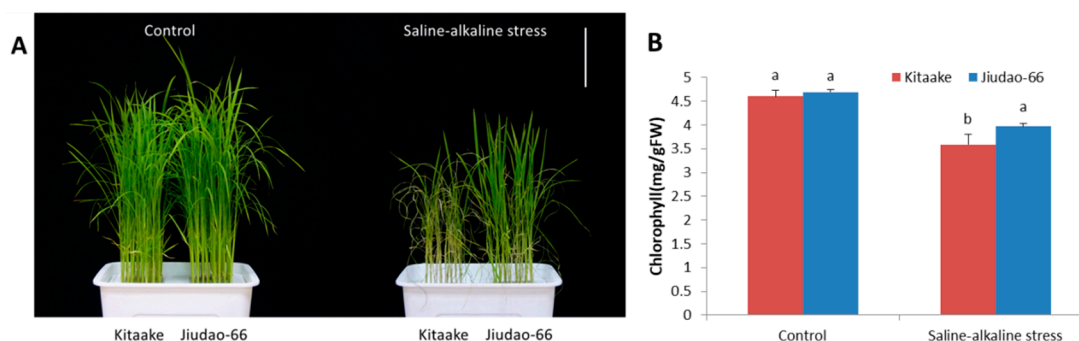 A
Control
Saline-alkaline stress
Kitaake Jiudao-66
Kitaake Jiudao-66
B
Chlorophyll(mg/gFW)
5
4.5
4
3.5
3
2.5
2
1.5
1
0.5
0
Kitaake Jiudao-66
a a
b a
Control
Saline-alkaline stress